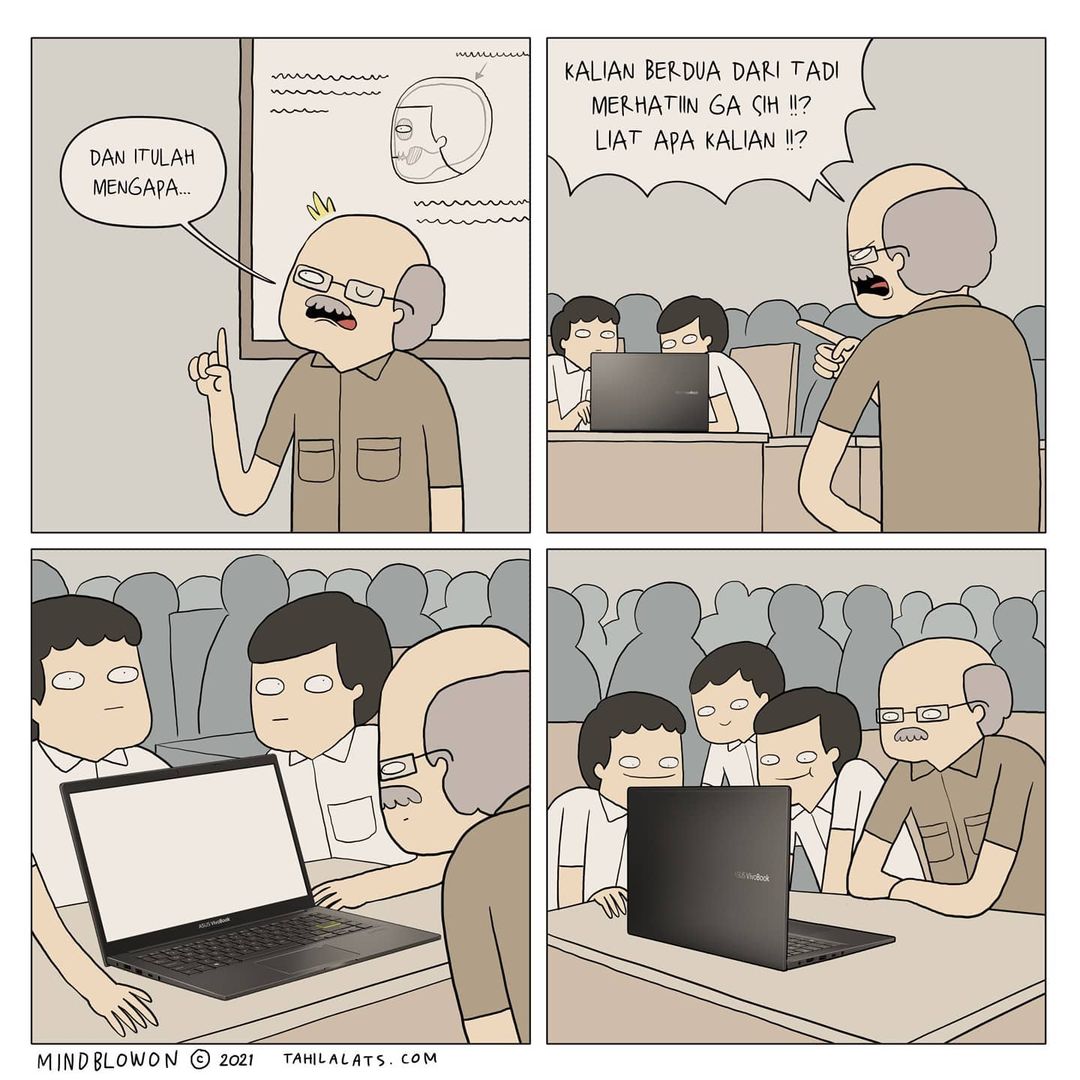 DAN ITULAH
MENGAPA...
KALIAN BERDUA DARI TADI
MERHATIIN GA SIH !!?
LIAT APA KALIAN !!?
ASUS VivoBook
ASUS VivoBook
MINDBLOWON © 2021 TAHILALATS.COM